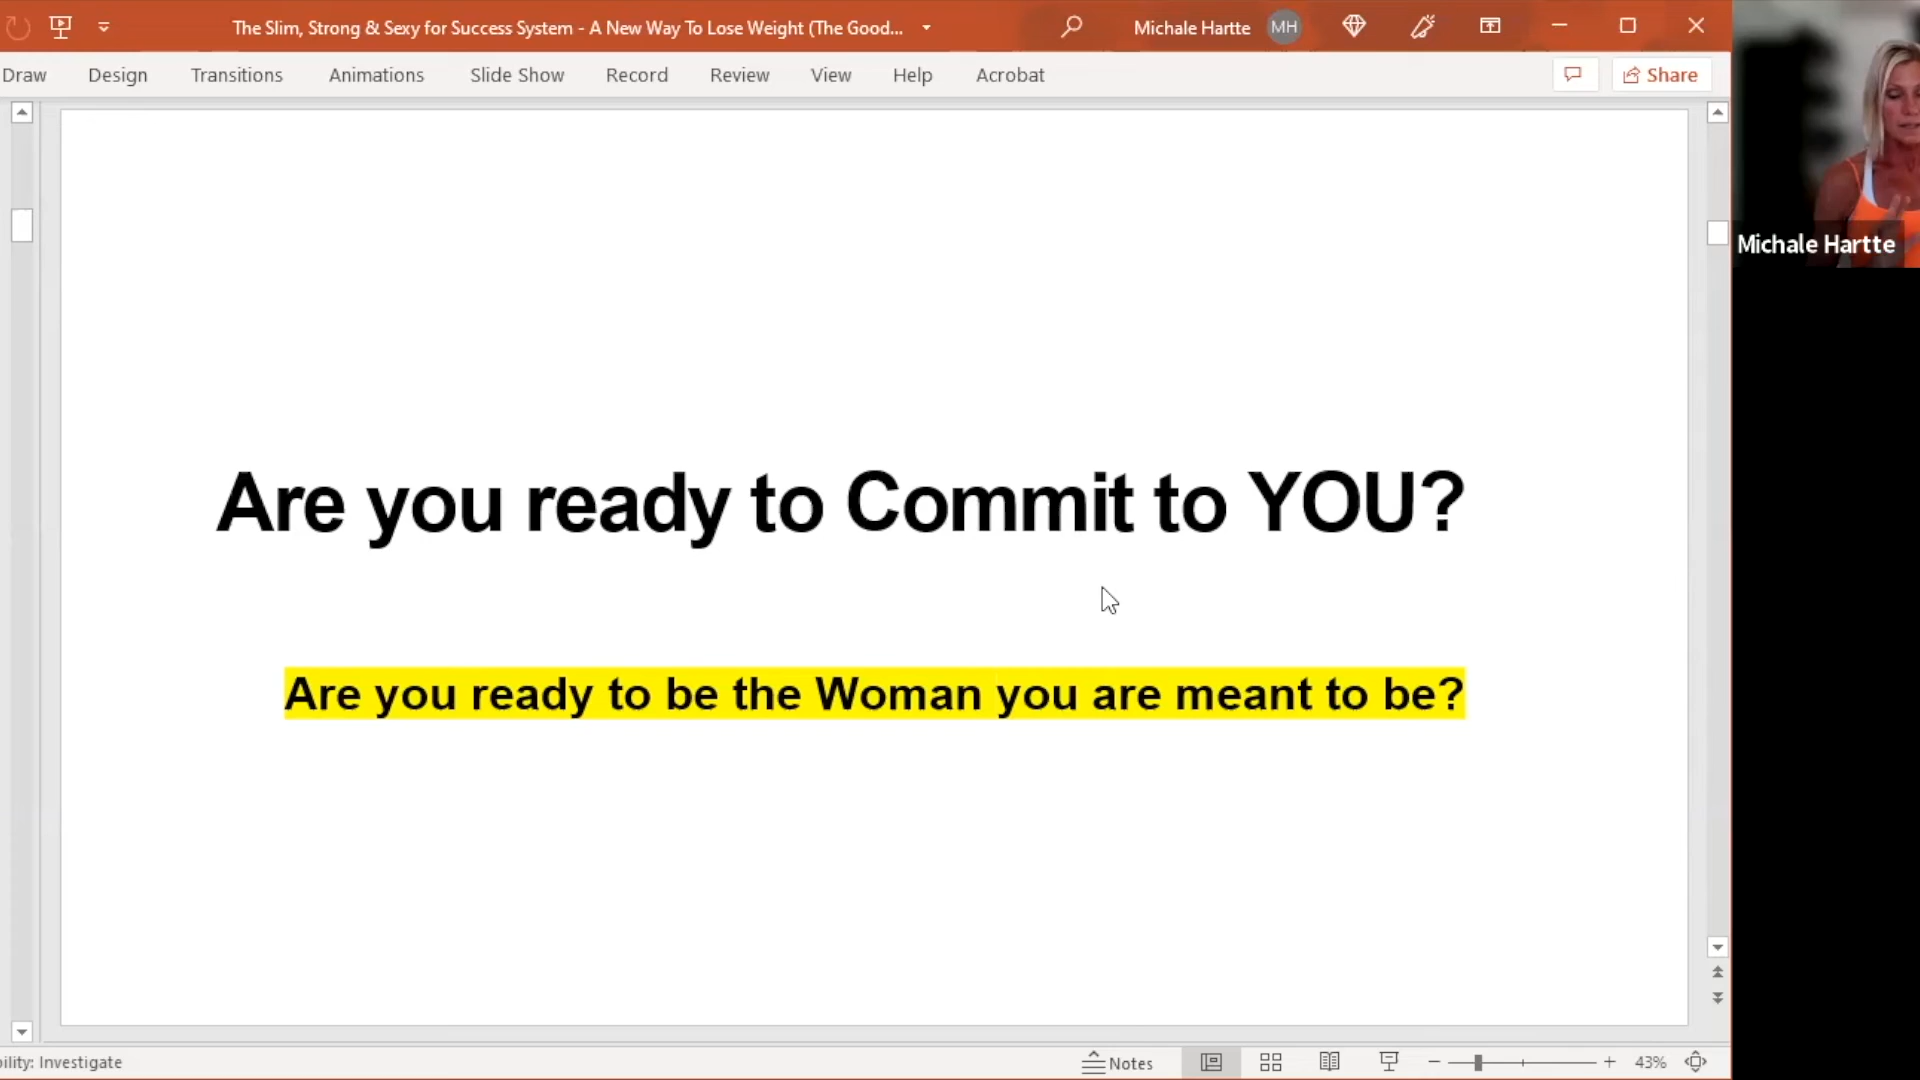 The Slim, Strong & Sexy for Success System - A New Way To Lose Weight (The Good...
Michale Hartte
MH
Draw
Design
Transitions
Animations
Slide Show
Record
Review
View
Help
Acrobat
Share
Michale Hartte
Are you ready to Commit to YOU?
Are you ready to be the Woman you are meant to be?
bility: Investigate
Notes
43%